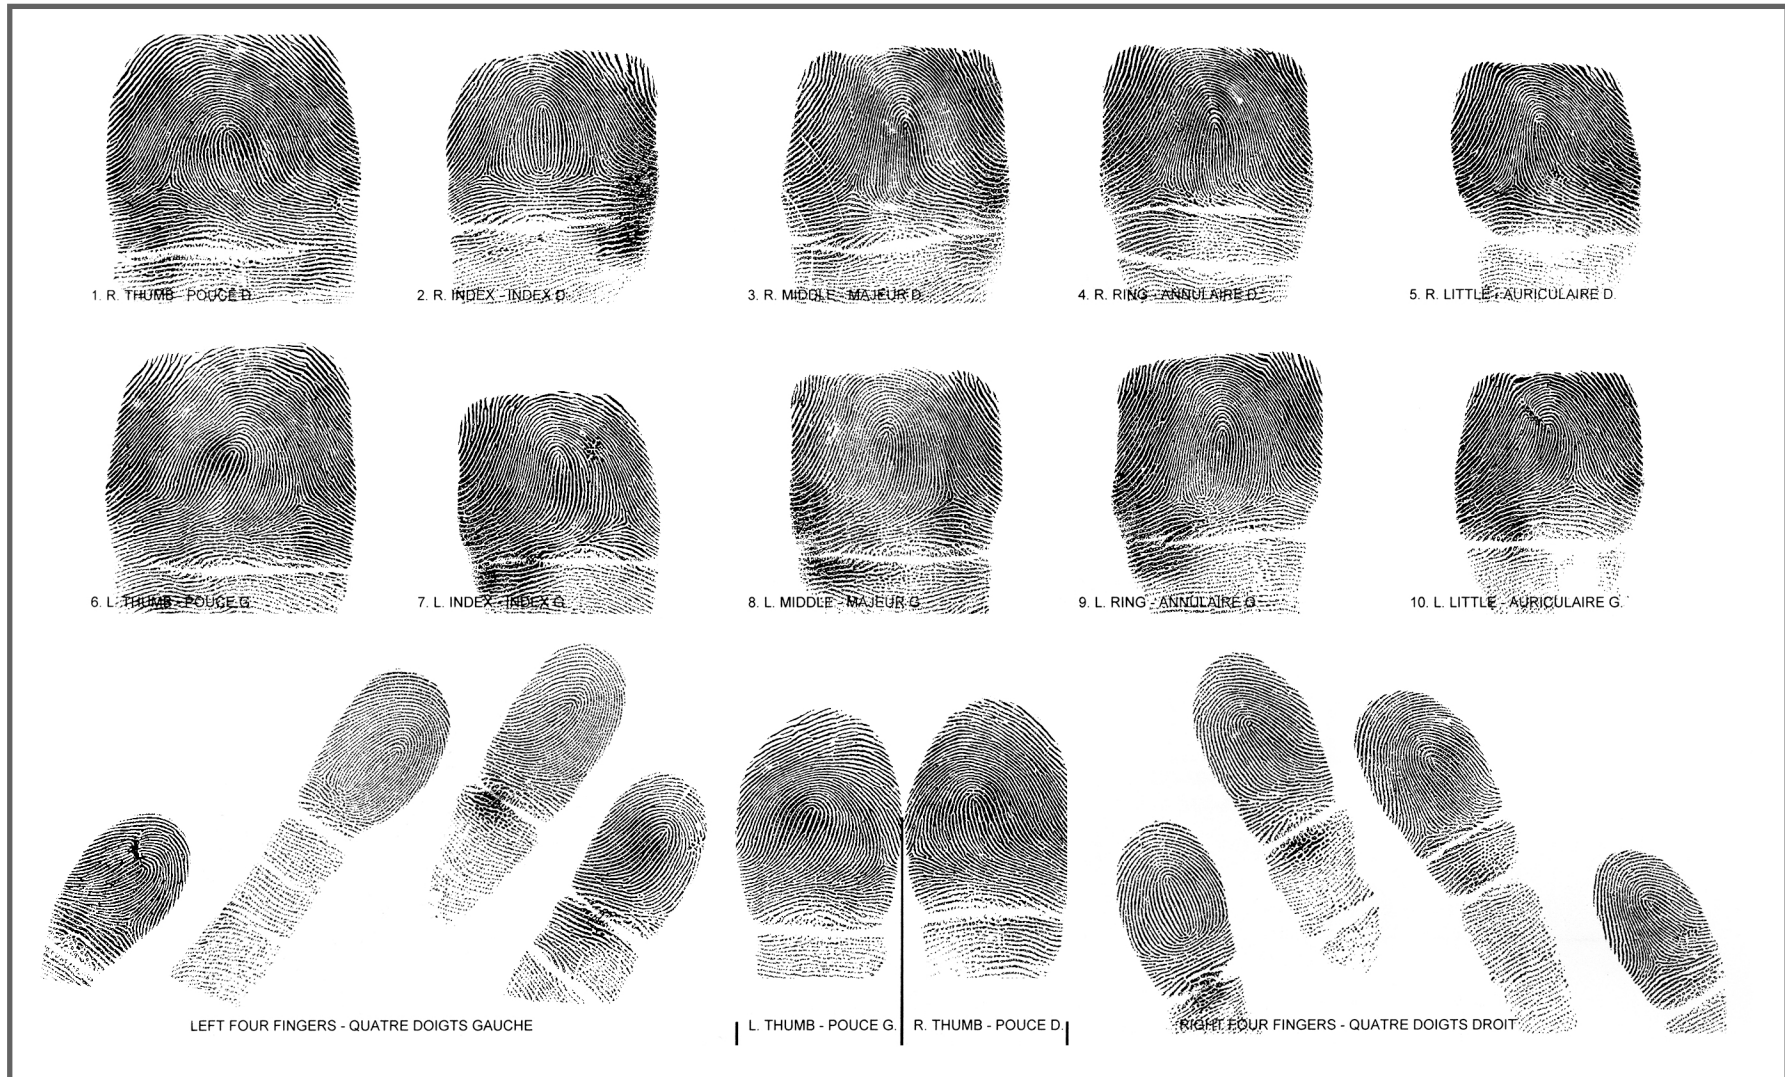 1. R. THUMB - POUCE D.
2. R. INDEX - INDEX D.
3. R. MIDDLE - MAJEUR D.
4. R. RING - ANNULAIRE D.
5. R. LITTLE - AURICULAIRE D.
6. L. THUMB - POUCE G.
7. L. INDEX - INDEX G.
8. L. MIDDLE - MAJEUR G.
9. L. RING - ANNULAIRE G.
10. L. LITTLE - AURICULAIRE G.
LEFT FOUR FINGERS - QUATRE DOIGTS GAUCHE
L. THUMB - POUCE G.
R. THUMB - POUCE D.
RIGHT FOUR FINGERS - QUATRE DOIGTS DROIT